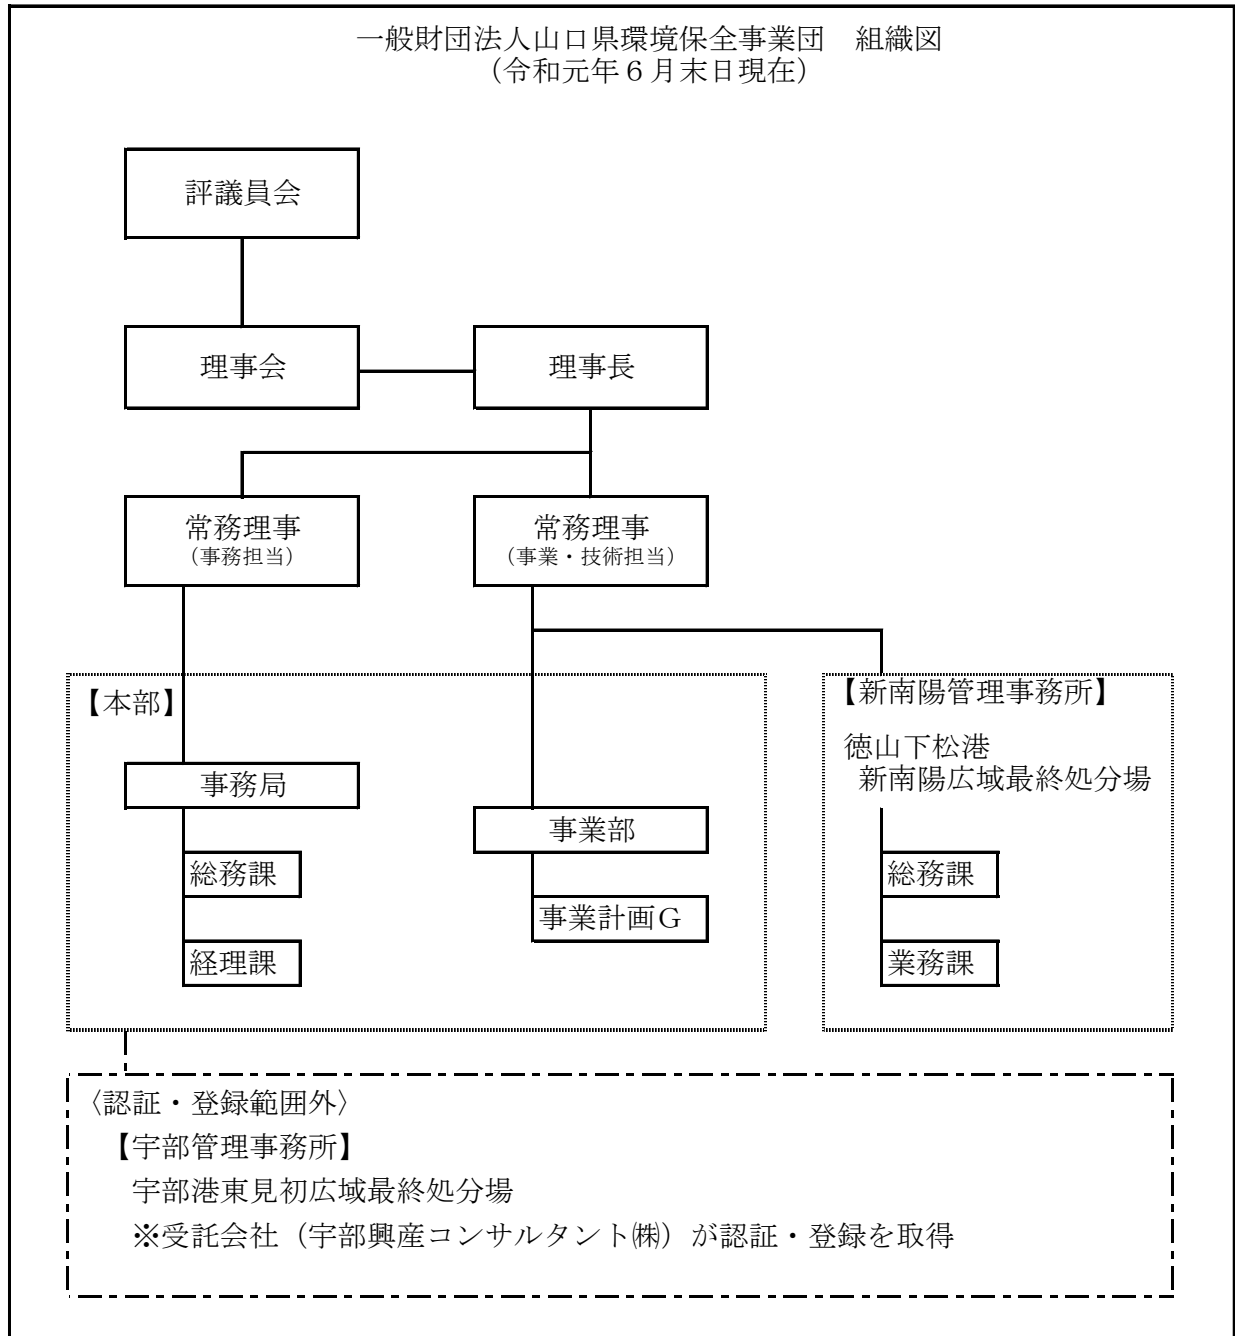 一般財団法人山口県環境保全事業団　組織図
（令和元年６月末日現在）
評議員会
理事会
理事長
常務理事
（事務担当）
常務理事
（事業・技術担当）
【本部】
事務局
総務課
経理課
事業部
事業計画Ｇ
【新南陽管理事務所】
徳山下松港
新南陽広域最終処分場
総務課
業務課
〈認証・登録範囲外〉
【宇部管理事務所】
宇部港東見初広域最終処分場
※受託会社（宇部興産コンサルタント㈱）が認証・登録を取得